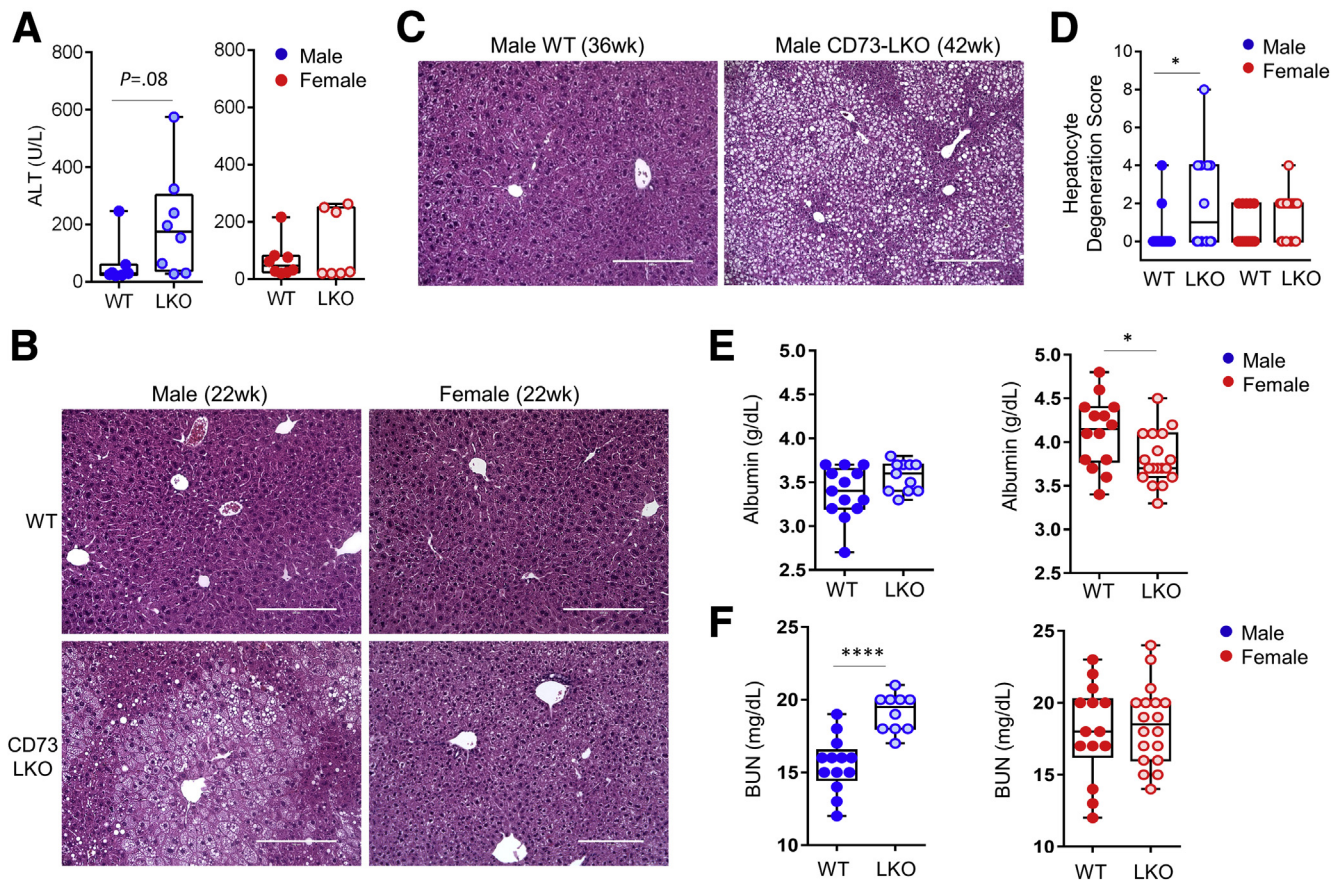 A
800
600
400
200
0
ALT (U/L)
P=.08
WT
LKO
800
600
400
200
0
WT
LKO
Male
Female
B
Male (22wk)
Female (22wk)
WT
CD73
LKO
C
Male WT (36wk)
Male CD73-LKO (42wk)
D
Hepatocyte
Degeneration Score
10
8
6
4
2
0
*
WT
LKO
WT
LKO
Male
Female
E
Albumin (g/dL)
5.0
4.5
4.0
3.5
3.0
2.5
WT
LKO
Albumin (g/dL)
5.0
4.5
4.0
3.5
3.0
2.5
*
WT
LKO
Male
Female
F
BUN (mg/dL)
25
20
15
10
****
WT
LKO
BUN (mg/dL)
25
20
15
10
WT
LKO
Male
Female